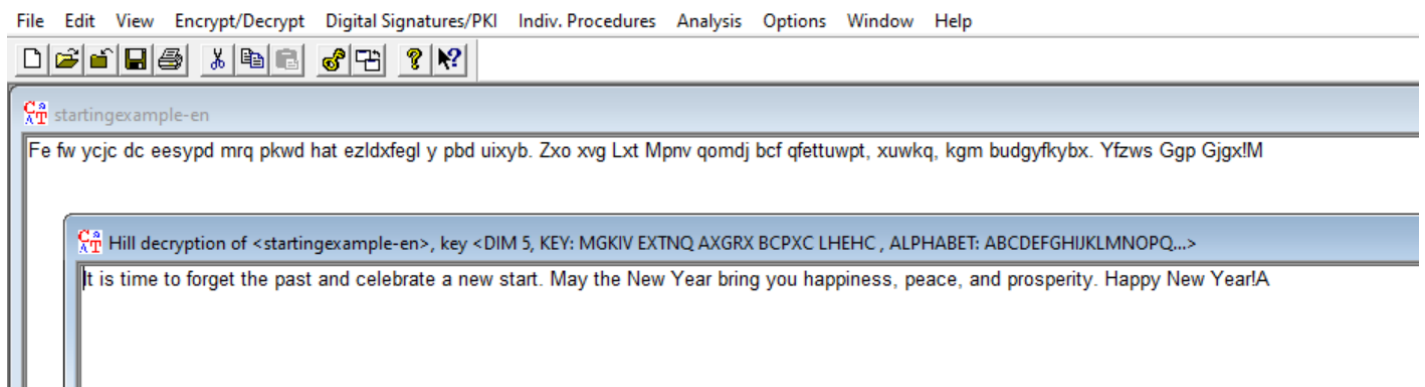 File Edit View Encrypt/Decrypt Digital Signatures/PKI Indiv. Procedures Analysis Options Window Help
startingexample-en
Fe fw ycjc dc eesypd mrq pkwd hat ezldxfegl y pbd uixyb. Zxo xvg Lxt Mpnv qomdj bcf qfettuwpt, xuwkq, kgm budgyfkybx. Yfzws Ggp Gjgx!M
Hill decryption of <startingexample-en>, key <DIM 5, KEY: MGKIV EXTNQ AXGRX BCPXC LHEHC , ALPHABET: ABCDEFGHIJKLMNOPQ...>
It is time to forget the past and celebrate a new start. May the New Year bring you happiness, peace, and prosperity. Happy New Year!A